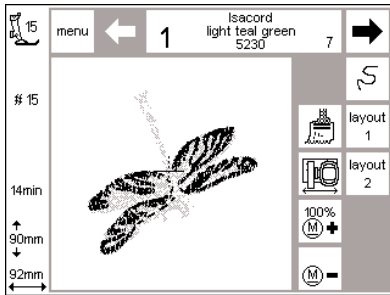 15
menu
1
Isacord
light teal green
5230
7
# 15
layout
1
layout
2
14min
100%
M +
90mm
92mm
M -